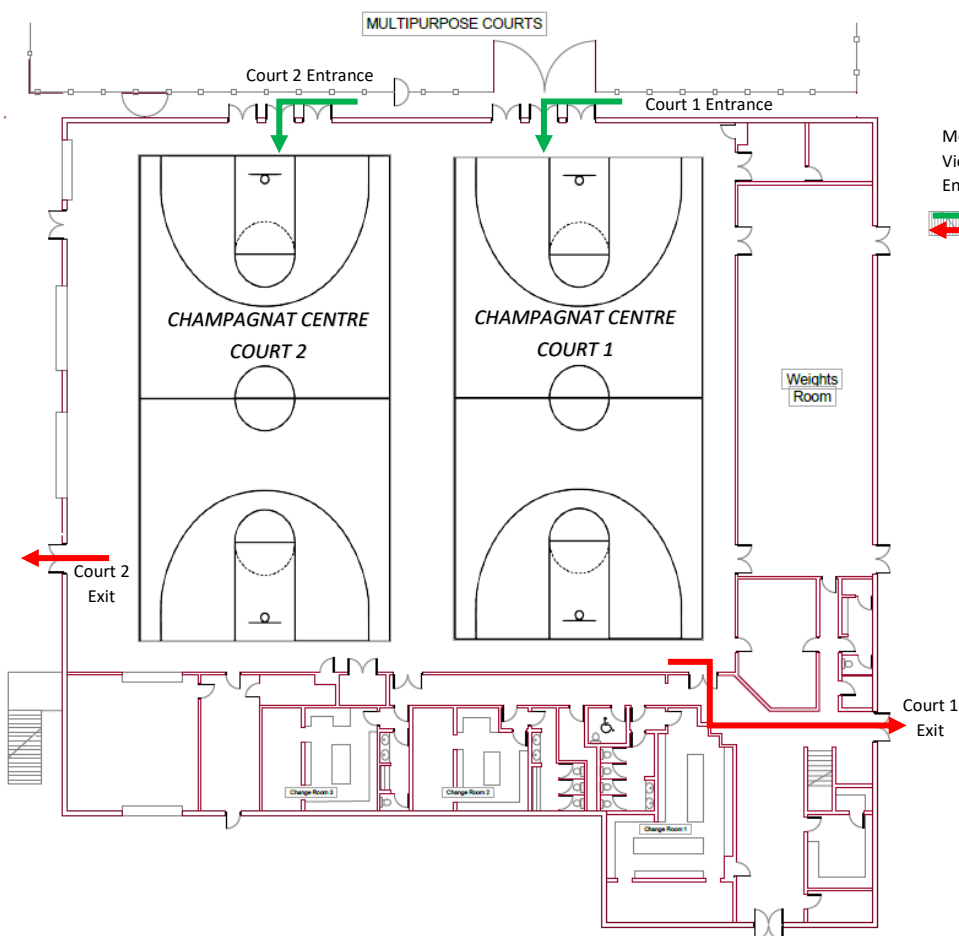 MULTIPURPOSE COURTS
Court 2 Entrance
Court 1 Entrance
CHAMPAGNAT CENTRE
COURT 2
CHAMPAGNAT CENTRE
COURT 1
Weights
Room
Court 2
Exit
Court 1
Exit
Change Room 3
Change Room 2
Change Room 1